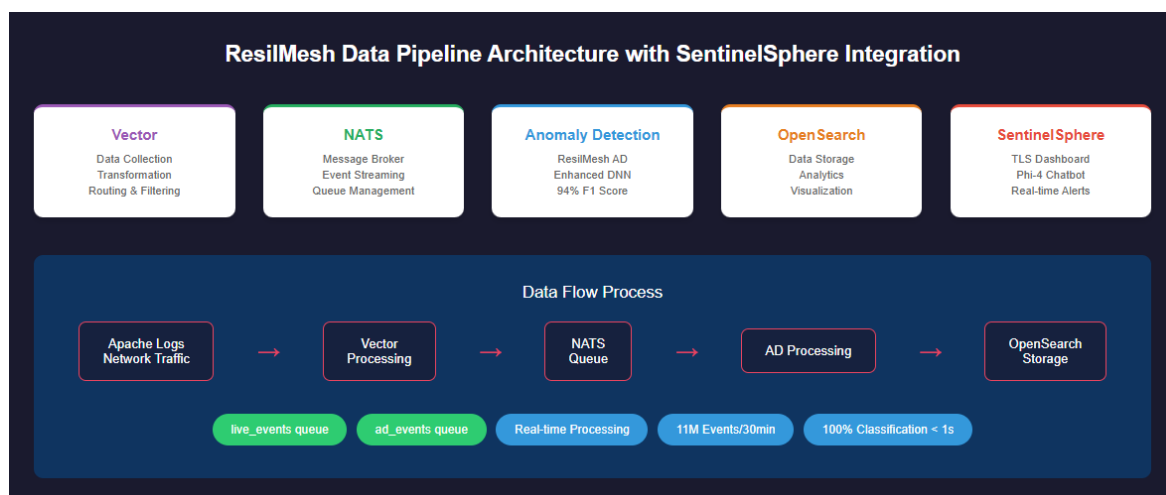 ResilMesh Data Pipeline Architecture with SentinelSphere Integration
Vector
Data Collection
Transformation
Routing & Filtering
NATS
Message Broker
Event Streaming
Queue Management
Anomaly Detection
ResilMesh AD
Enhanced DNN
94% F1 Score
OpenSearch
Data Storage
Analytics
Visualization
SentinelSphere
TLS Dashboard
Phi-4 Chatbot
Real-time Alerts
Data Flow Process
Apache Logs
Network Traffic
→
Vector
Processing
→
NATS
Queue
→
AD Processing
→
OpenSearch
Storage
live_events queue
ad_events queue
Real-time Processing
11M Events/30min
100% Classification < 1s